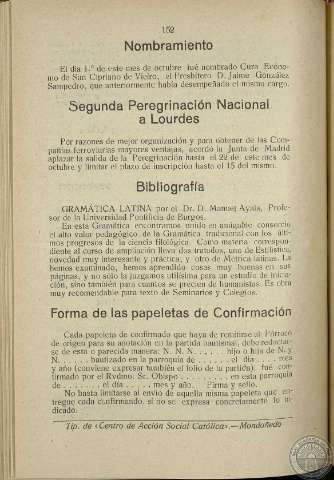 152
Nombramiento
El día 1.º de este mes de octubre fué nombrado Cura Ecóno-
mo de San Cipriano de Vieiro, el Presbítero D. Jaime González
Sampedro, que anteriormente había desempeñado el mismo cargo.
Segunda Peregrinación Nacional
a Lourdes
Por razones de mejor organización y para obtener de las Com-
pañías ferroviarias mayores ventajas, acordó la Junta de Madrid
aplazar la salida de la Peregrinación hasta el 22 de este mes de
octubre y limitar el plazo de inscripción hasta el 15 del mismo.
Bibliografía
GRAMÁTICA LATINA por el Dr. D. Manuel Ayala, Profe-
sor de la Universidad Pontificia de Burgos.
En esta Gramática encontramos unido en amigable consorcio
el alto valor pedagógico de la Gramática tradicional con los últi-
mos progresos de la ciencia filológica. Como materia correspon-
diente al curso de ampliación lleva dos tratados, uno de Estilística,
novedad muy interesante y práctica, y otro de Métrica latinas. La
hemos examinado, hemos aprendido cosas muy buenas en sus
páginas, y no sólo la juzgamos utilísima para un estudio de inicia-
ción, sino también para cuantos se precien de humanistas. Es obra
muy recomendable para texto de Seminarios y Colegios.
Forma de las papeletas de Confirmación
Cada papeleta de confirmado que haya de remitirse al Párroco
de origen para su anotación en la partida bautismal, debe redactar-
se de esta o parecida manera: N. N. . . . . . hijo o hija de N. y
N. . . . . . bautizado en la parroquia de . . . . . . . el día . . . . mes
y año (conviene expresar también el folio de la partida), fué con-
firmado por el Rvdmo. Sr. Obispo . . . . . . . en esta parroquia
de . . . . . . . el día . . . . . mes y año. Firma y sello.
No basta limitarse al envío de aquella misma papeleta que en-
tregue cada confirmando, si no se expresa concretamente lo in-
dicado.
Tip. de «Centro de Acción Social Católica».—Mondoñedo